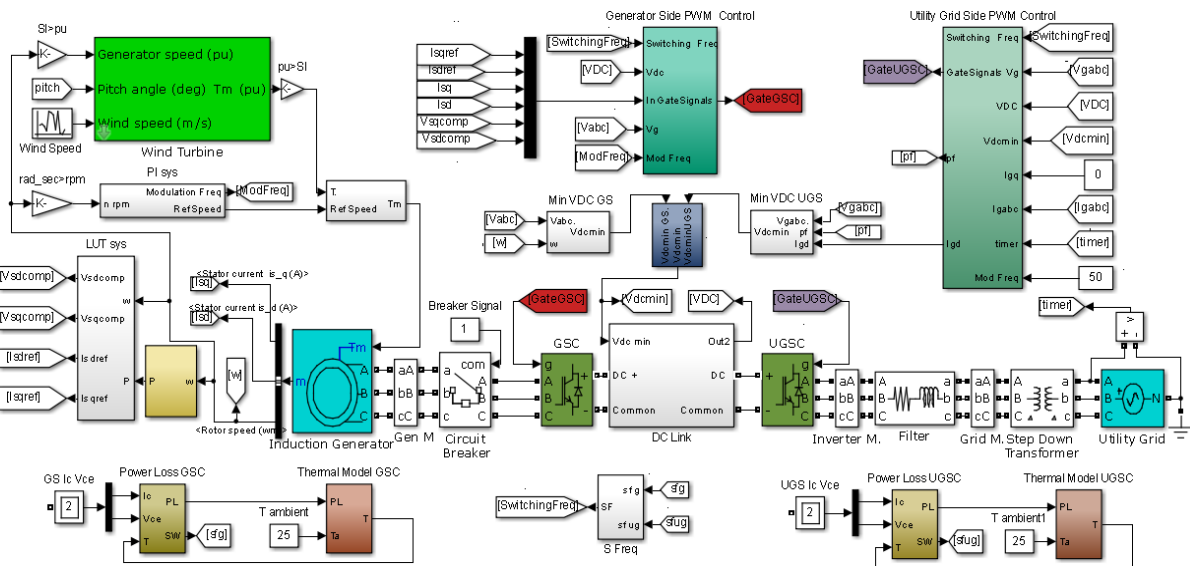 SI>pu
K-
Generator speed (pu)
pitch
Pitch angle (deg) Tm (pu)
Wind speed (m/s)
Wind Speed
Wind Turbine
pu>SI
K-
rad_sec>rpm
K-
PI sys
Modulation Freq
n rpm
RefSpeed
[ModFreq]
T.
RefSpeed
Tm
Isqref
Isdref
Isq
Isd
Vsqcomp
Vsdcomp
Generator Side PWM Control
[SwitchingFreq]
Switching Freq
[VDC]
Vdc
In GateSignals
[GateGSC]
[Vabc]
Vg
[ModFreq]
Mod Freq
Utility Grid Side PWM Control
Switching Freq
[SwitchingFreq]
[GateUGSC]
GateSignals Vg
[Vgabc]
VDC
[VDC]
Vdcmin
[Vdcmin]
[pf]
pf
Igq
0
Igabc
[Igabc]
Igd
timer
[timer]
Mod Freq
50
Min VDC GS
[Vabc]
Vabc.
[w]
w
Vdcmin
Vdcmin GS.
Vdcmin
VdcminUGS
Min VDC UGS
Vgabc.
Vdcmin pf
Igd
[Vgabc]
[pf]
LUT sys
[Vsdcomp]
Vsdcomp
w
[Vsqcomp]
Vsqcomp
[Isdref]
Isdref
[Isqref]
Isqref
P
P
w
<Stator current is_q (A)>
[Isq]
<Stator current is_d (A)>
[Isd]
[w]
<Rotor speed (wm
Tm
m
A
B
C
Induction Generator
aA
bB
cC
Gen M
Breaker Signal
1
com
a A
b B
c C
Circuit
Breaker
[GateGSC]
GSC
g
A
B
C
+
-
[Vdcmin]
[VDC]
Vdc min
Out2
DC +
DC
Common
Common
DC Link
[GateUGSC]
UGSC
g
+
-
A
B
C
aA
bB
cC
Inverter M.
A a
B b
C c
Filter
aA
bB
cC
Grid M.
A a
B b
C c
Step Down
Transformer
[timer]
>
+ -
A
B
C
N
Utility Grid
GS Ic Vce
2
Power Loss GSC
Ic
Vce
T
PL
SW
[sfg]
T ambient
25
Thermal Model GSC
PL
Ta
T
[SwitchingFreq]
SF
sfg
sfug
sfg
sfug
S Freq
UGS Ic Vce
2
Power Loss UGSC
Ic
Vce
T
PL
SW
[sfug]
T ambient1
25
Thermal Model UGSC
PL
Ta
T